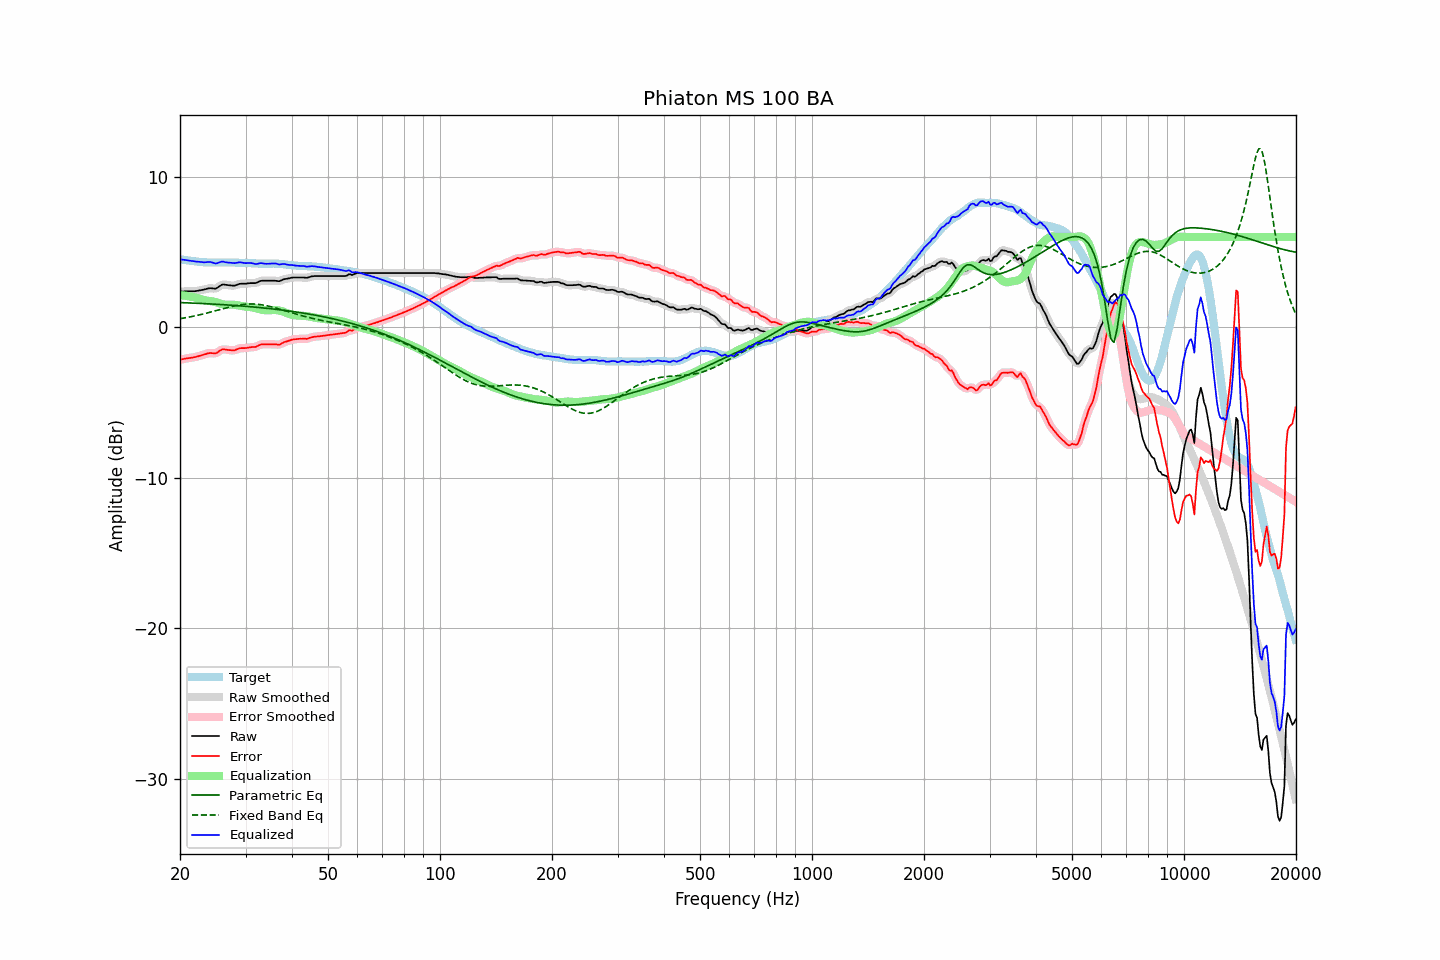 Phiaton MS 100 BA
Amplitude (dBr)
10
0
−10
−20
−30
Target
Raw Smoothed
Error Smoothed
Raw
Error
Equalization
Parametric Eq
Fixed Band Eq
Equalized
20
50
100
200
500
1000
2000
5000
10000
20000
Frequency (Hz)